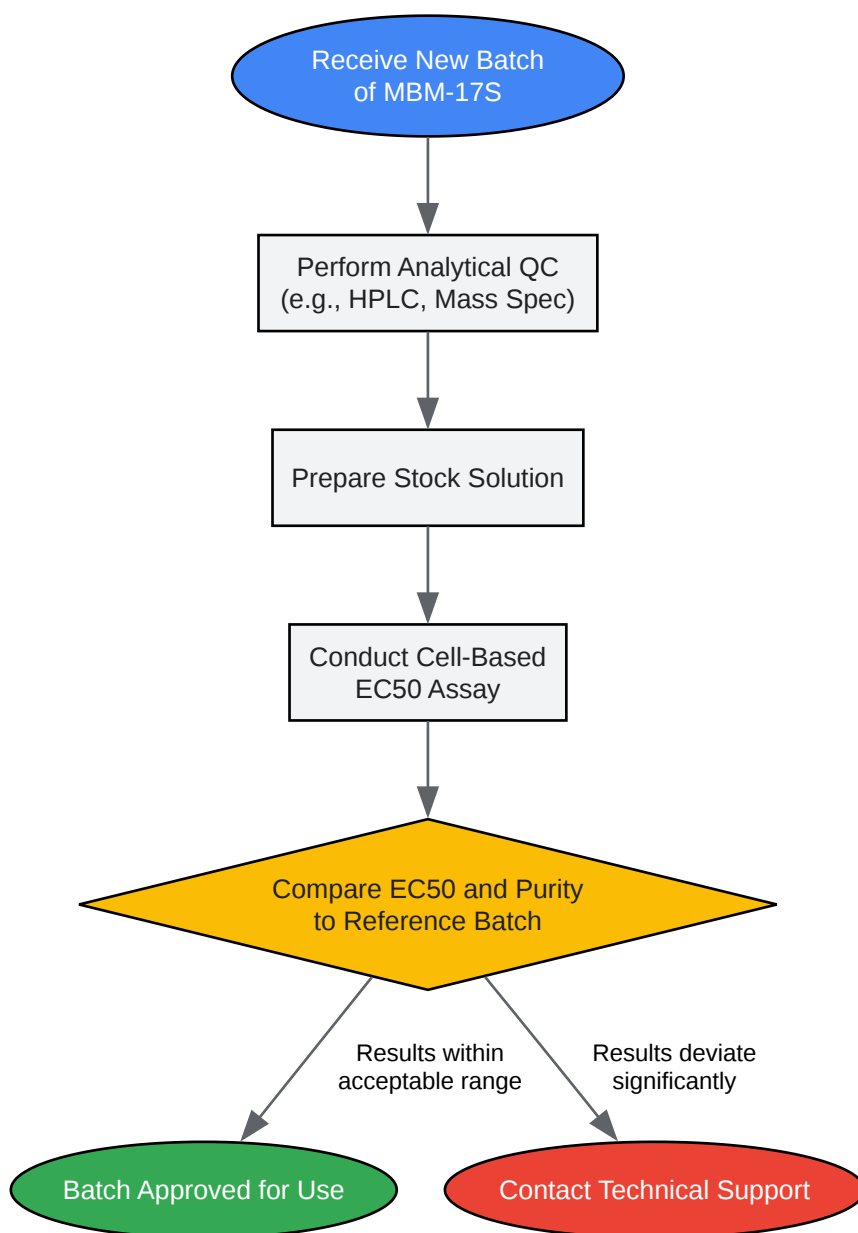 Receive New Batch
of MBM-17S
Perform Analytical QC
(e.g., HPLC, Mass Spec)
Prepare Stock Solution
Conduct Cell-Based
EC50 Assay
Compare EC50 and Purity
to Reference Batch
Results within
acceptable range
Results deviate
significantly
Batch Approved for Use
Contact Technical Support